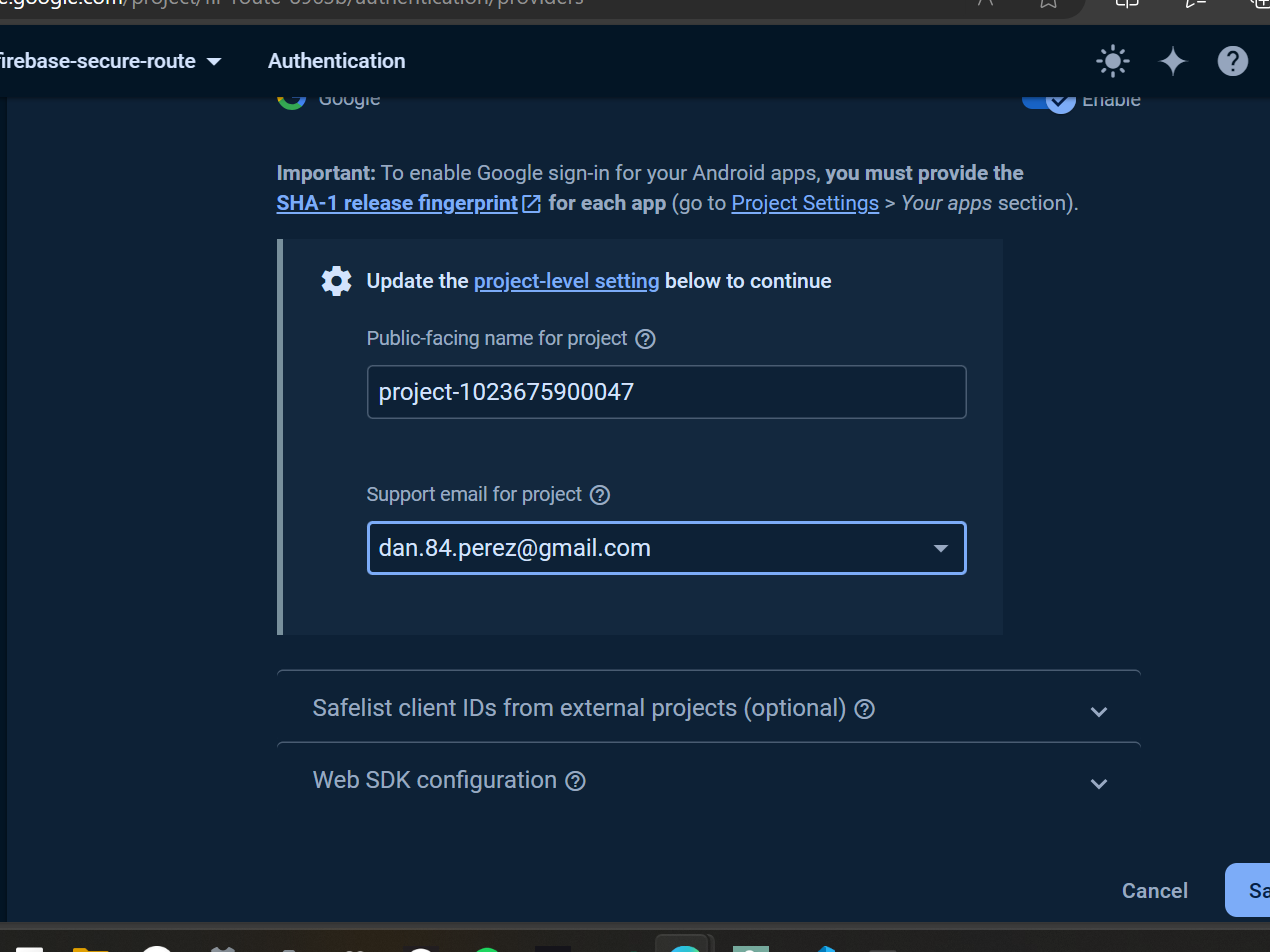 e.google.com/project/
/authentication/providers
firebase-secure-route
Authentication
Google
Enable
Important: To enable Google sign-in for your Android apps, you must provide the
SHA-1 release fingerprint for each app (go to Project Settings > Your apps section).
Update the project-level setting below to continue
Public-facing name for project
project-1023675900047
Support email for project
dan.84.perez@gmail.com
Safelist client IDs from external projects (optional)
Web SDK configuration
Cancel
Sa